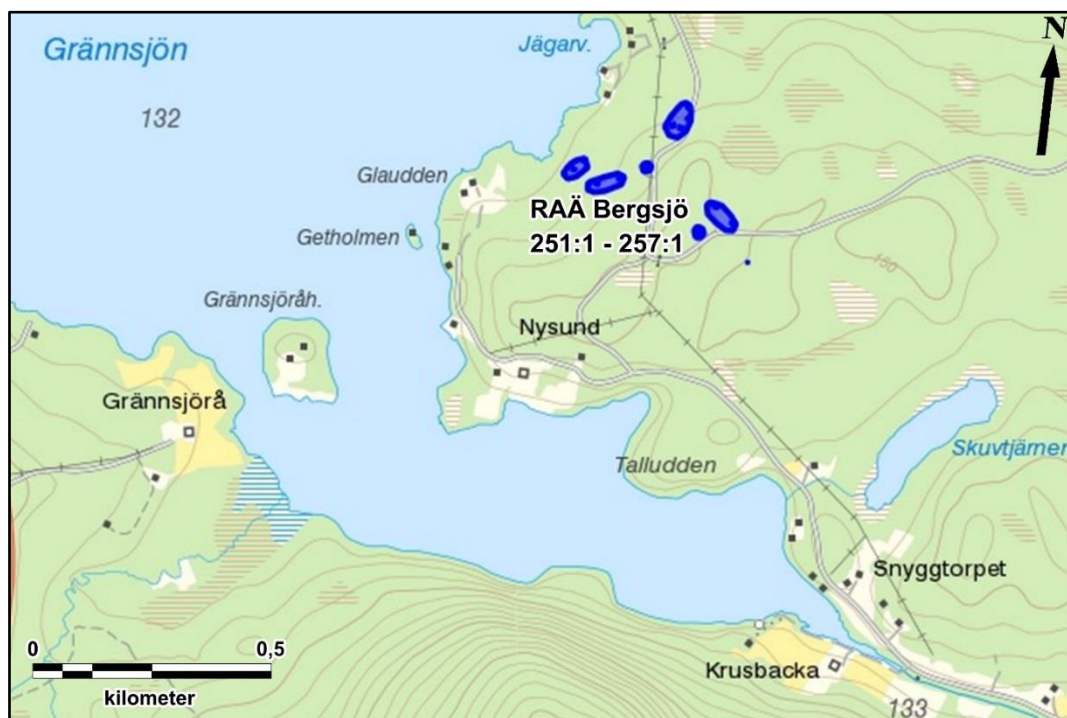 Grännsjön
Jägarv.
N
132
Glaudden
RAÄ Bergsjö
251:1 - 257:1
Getholmen
Grännsjöråh.
Nysund
Grännsjörå
Talludden
Skuvtjärnen
Snyggtorpet
0 0,5
kilometer
Krusbacka
133